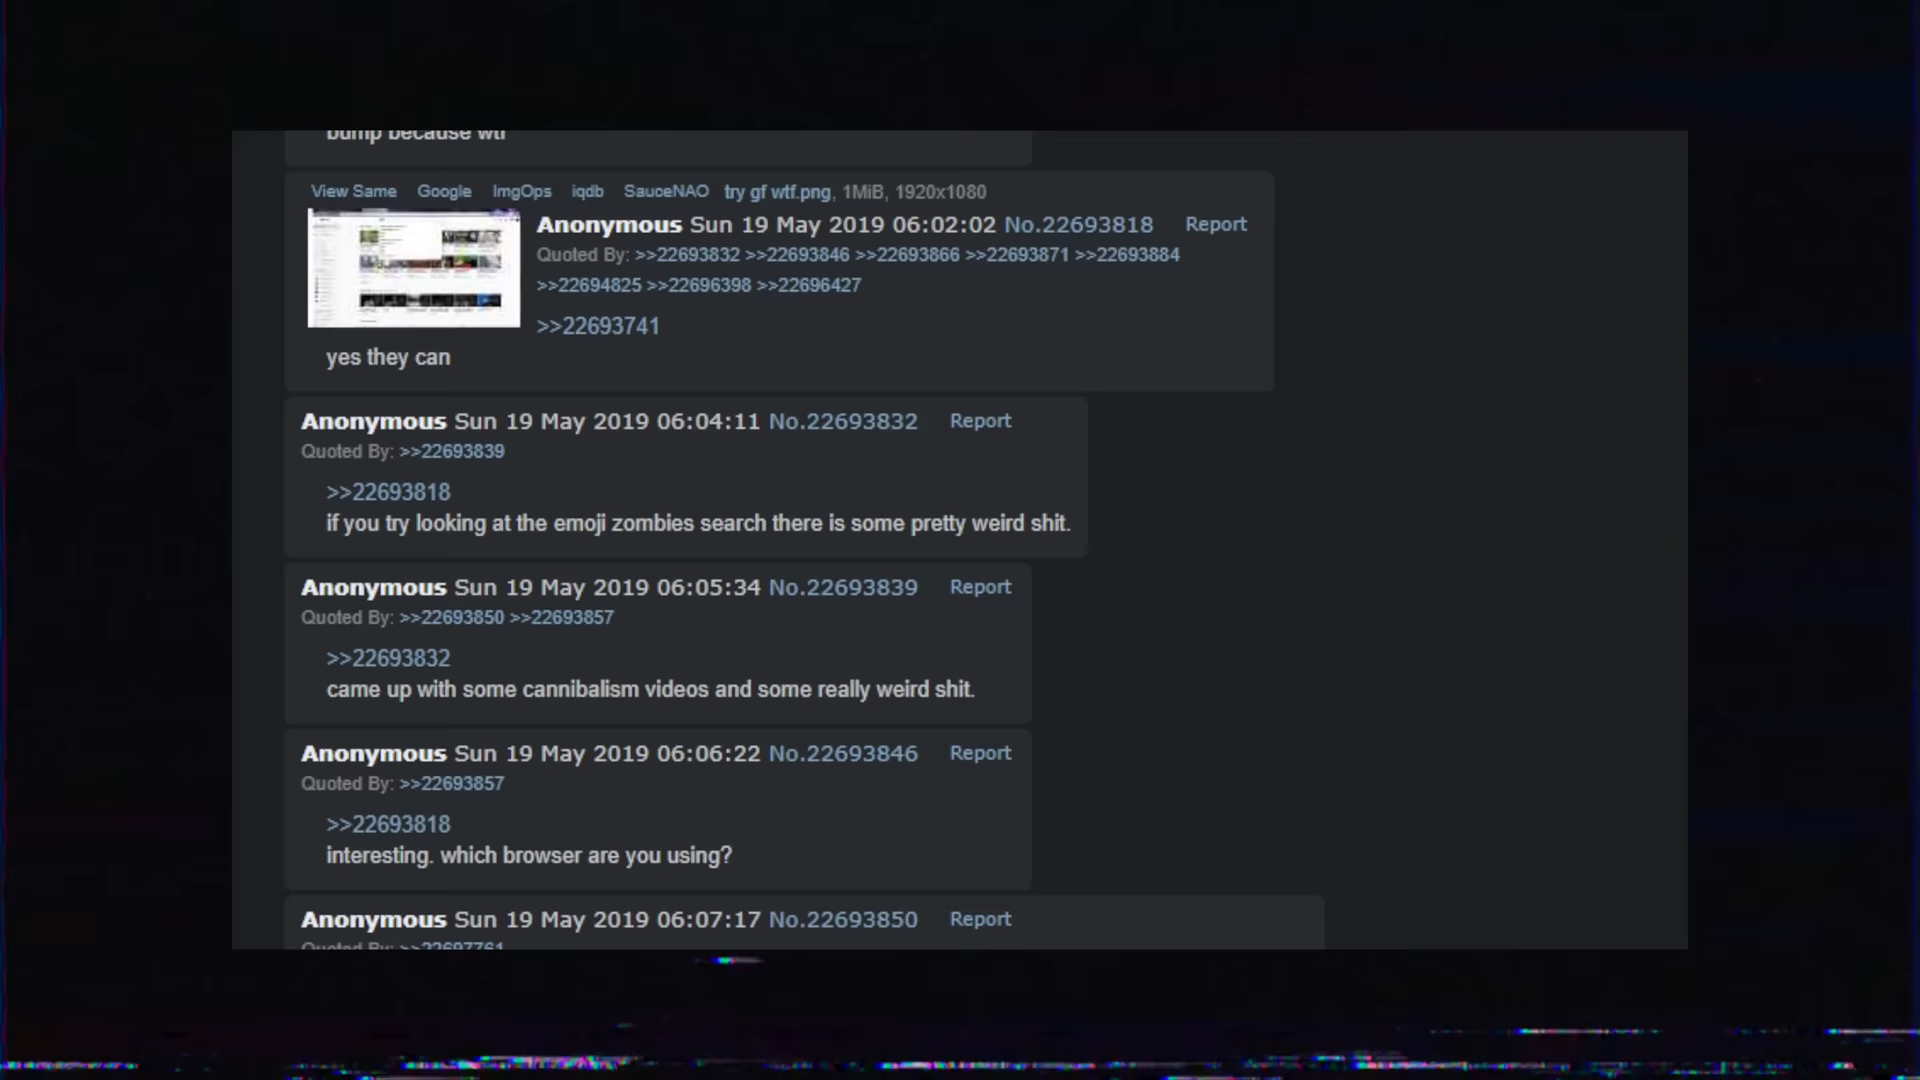 bump because wtf
View Same Google ImgOps iqdb SauceNAO try gf wtf.png, 1MiB, 1920x1080
Anonymous Sun 19 May 2019 06:02:02 No.22693818 Report
Quoted By: >>22693832 >>22693846 >>22693866 >>22693871 >>22693884
>>22694825 >>22696398 >>22696427
>>22693741
yes they can
Anonymous Sun 19 May 2019 06:04:11 No.22693832 Report
Quoted By: >>22693839
>>22693818
if you try looking at the emoji zombies search there is some pretty weird shit.
Anonymous Sun 19 May 2019 06:05:34 No.22693839 Report
Quoted By: >>22693850 >>22693857
>>22693832
came up with some cannibalism videos and some really weird shit.
Anonymous Sun 19 May 2019 06:06:22 No.22693846 Report
Quoted By: >>22693857
>>22693818
interesting. which browser are you using?
Anonymous Sun 19 May 2019 06:07:17 No.22693850 Report
Quoted By: >>22697761